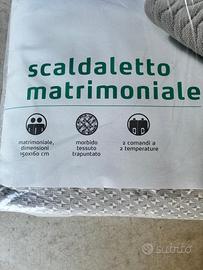 scaldaletto
matrimoniale
matrimoniale,
dimensioni
150x160 cm
morbido
tessuto
trapuntato
2 comandi a
2 temperature
subito